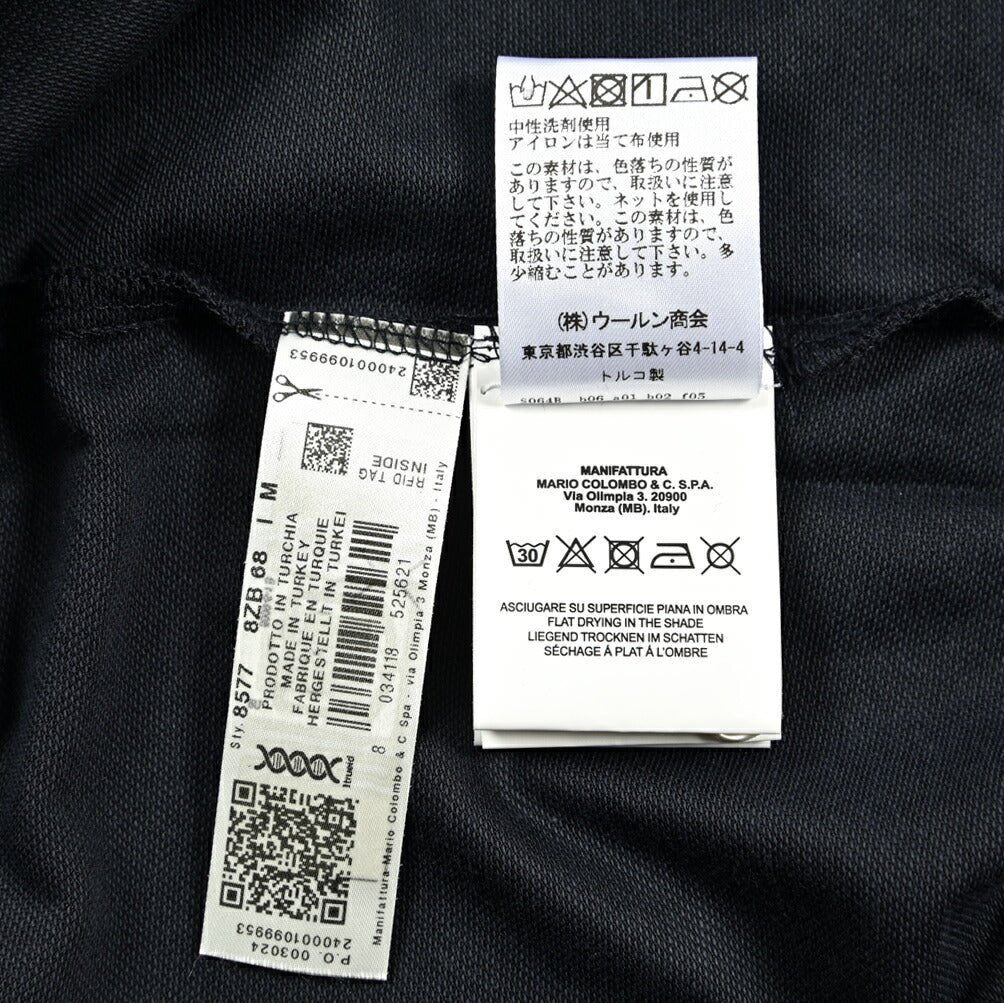 中性洗剤使用
アイロンは当て布使用
この素材は、色落ちの性質が
ありますので、取扱いに注意
して下さい。ネットを使用し
てください。この素材は、色
落ちの性質がありますので、
取扱いに注意して下さい。多
少縮むことがあります。
(株)ウールン商会
東京都渋谷区千駄ヶ谷4-14-4
トルコ製
S064B b06 a01 b02 f05
MANIFATTURA
MARIO COLOMBO & C. S.P.A.
Via Olimpia 3. 20900
Monza (MB). Italy
30
ASCIUGARE SU SUPERFICIE PIANA IN OMBRA
FLAT DRYING IN THE SHADE
LIEGEND TROCKNEN IM SCHATTEN
SÉCHAGE Á PLAT Á L'OMBRE
240001099953
RFID TAG
INSIDE
Sty. 8577 8ZB 68 I M
PRODOTTO IN TURCHIA
MADE IN TURKEY
FABRIQUE EN TURQUIE
HERGESTELLT IN TURKEI
8 034118 525621
Manifattura Mario Colombo & C Spa - via Olimpia 3 Monza (MB) - Italy
itrueid
240001099953
P.O. 003024